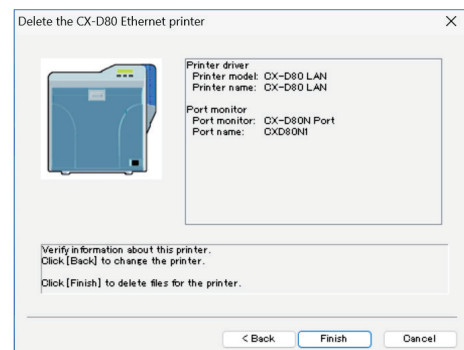 Delete the CX-D80 Ethernet printer
Printer driver
Printer model: CX-D80 LAN
Printer name: CX-D80 LAN
Port monitor
Port monitor: CX-D80N Port
Port name: CXD80N1
Verify information about this printer.
Click [Back] to change the printer.
Click [Finish] to delete files for the printer.
< Back Finish Cancel